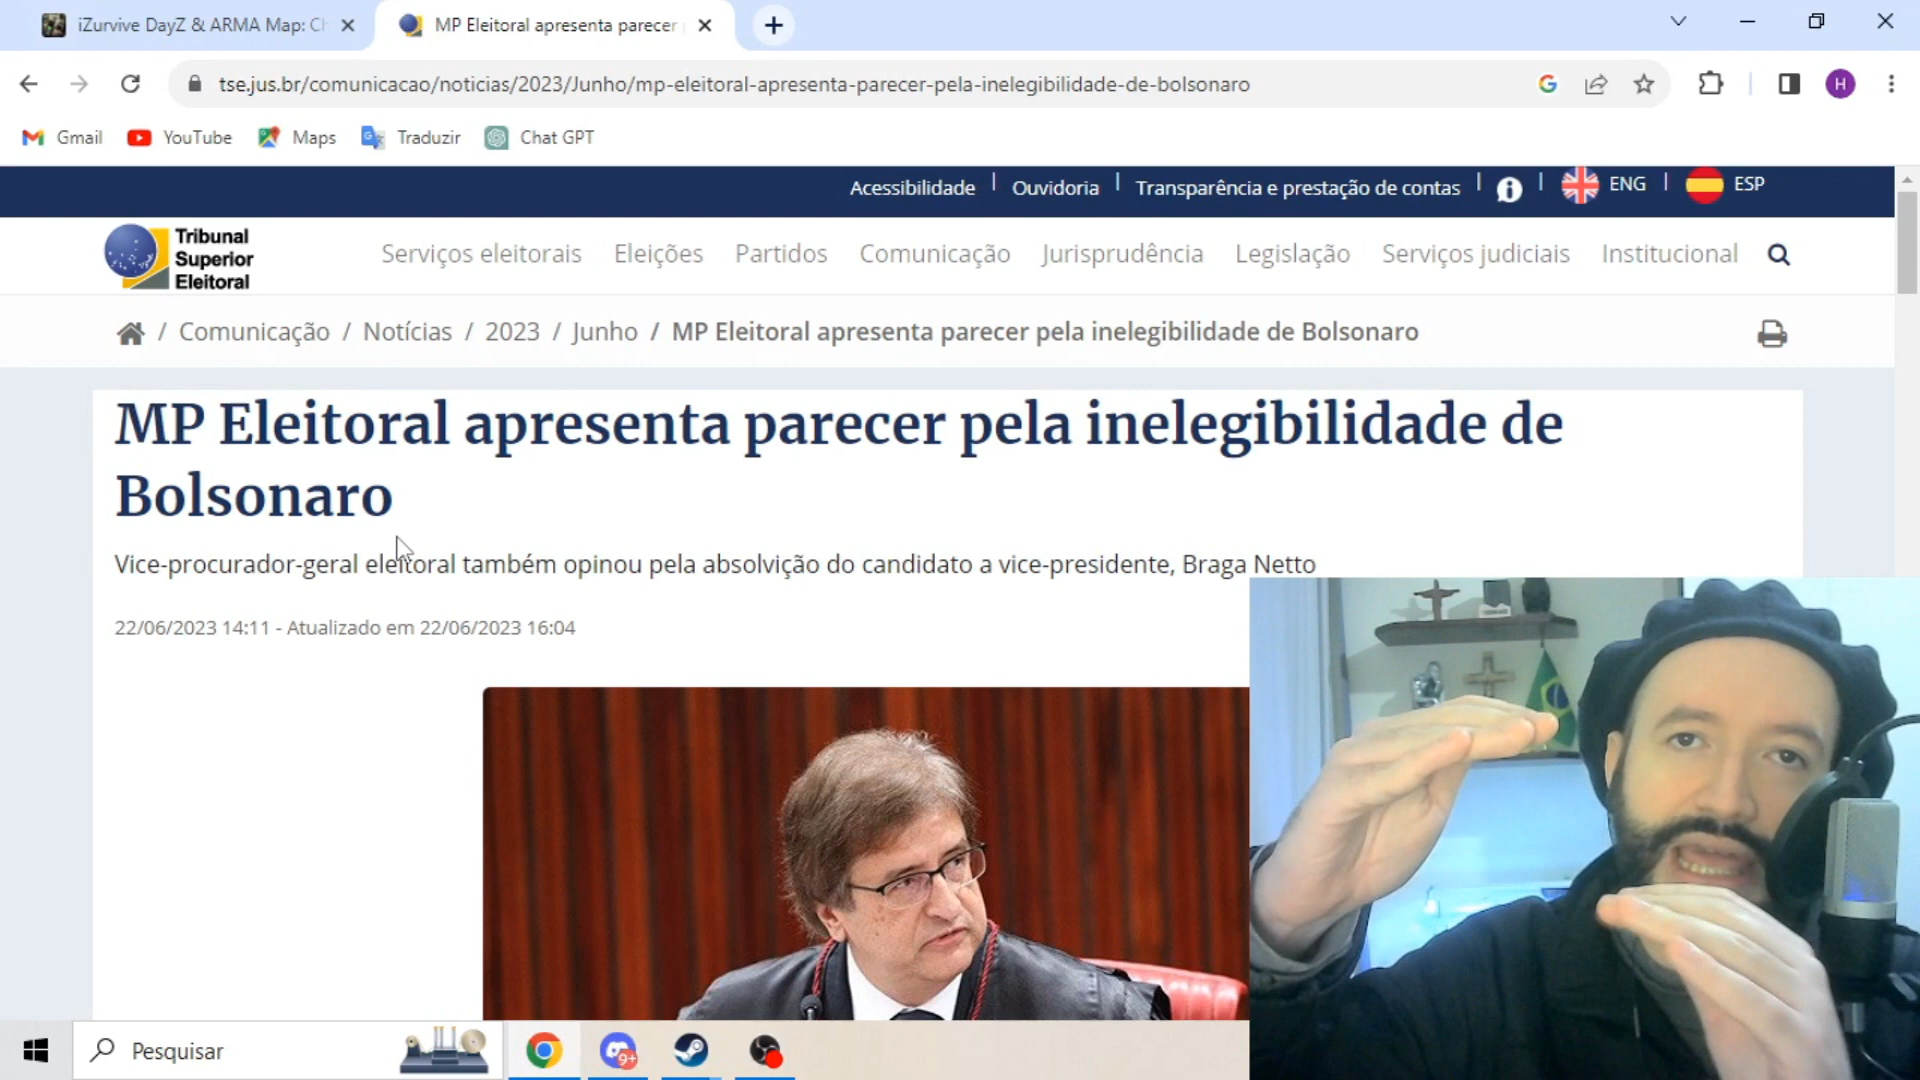 iZurvive DayZ & ARMA Map: Ch
MP Eleitoral apresenta parecer
tse.jus.br/comunicacao/noticias/2023/Junho/mp-eleitoral-apresenta-parecer-pela-inelegibilidade-de-bolsonaro
H
Gmail
YouTube
Maps
Traduzir
Chat GPT
Acessibilidade
Ouvidoria
Transparência e prestação de contas
ENG
ESP
Tribunal
Superior
Eleitoral
Serviços eleitorais
Eleições
Partidos
Comunicação
Jurisprudência
Legislação
Serviços judiciais
Institucional
/ Comunicação / Notícias / 2023 / Junho / MP Eleitoral apresenta parecer pela inelegibilidade de Bolsonaro
MP Eleitoral apresenta parecer pela inelegibilidade de
Bolsonaro
Vice-procurador-geral eleitoral também opinou pela absolvição do candidato a vice-presidente, Braga Netto
22/06/2023 14:11 - Atualizado em 22/06/2023 16:04
Pesquisar
9+